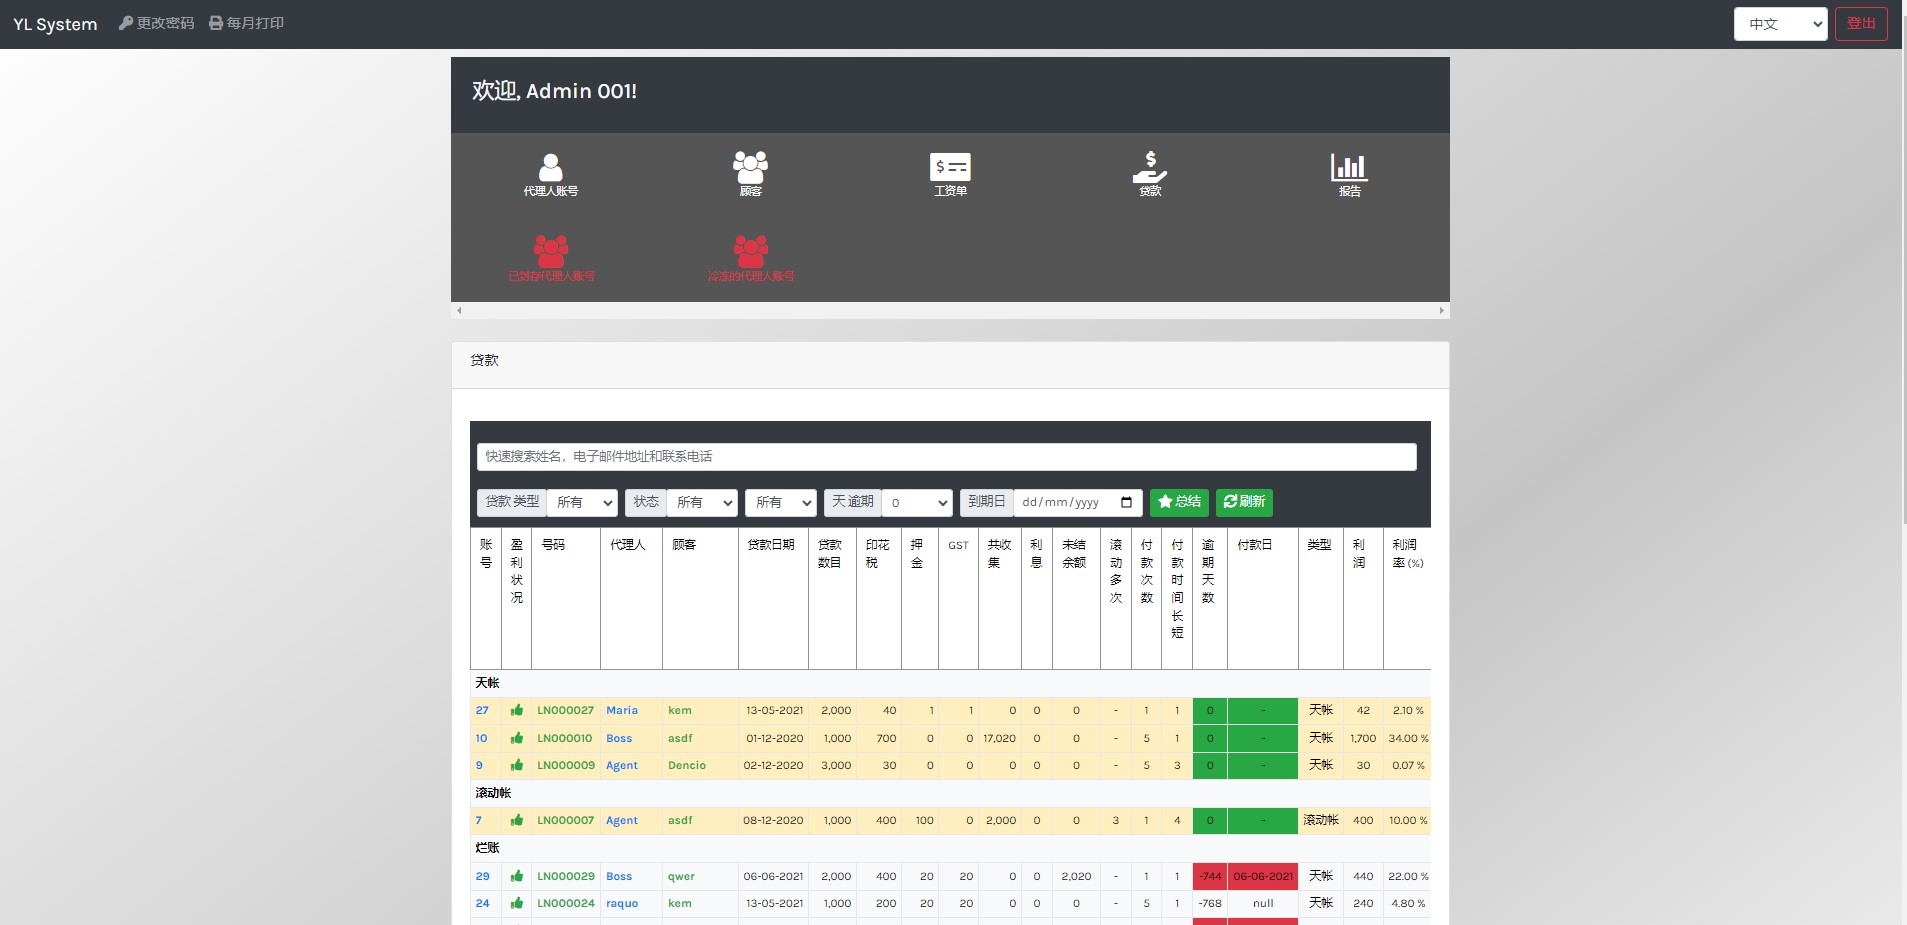 YL System 更改密码 每月打印 中文 登出
欢迎, Admin 001!
代理人账号 顾客 工资单 贷款 报告
已封存代理人账号 冷冻的代理人账号
贷款
快速搜索姓名，电子邮件地址和联系电话
贷款 类型 所有 状态 所有 所有 天 逾期 0 到期日 dd/mm/yyyy 总结 刷新
账号 盈利状况 号码 代理人 顾客 贷款日期 贷款数目 印花税 押金 GST 共收集 利息 未结余额 滚动多次 付款次数 付款时间长短 逾期天数 付款日 类型 利润 利润率 (%)
天帐
27 LN000027 Maria kem 13-05-2021 2,000 40 1 1 0 0 0 - 1 1 0 - 天帐 42 2.10 %
10 LN000010 Boss asdf 01-12-2020 1,000 700 0 0 17,020 0 0 - 5 1 0 - 天帐 1,700 34.00 %
9 LN000009 Agent Dencio 02-12-2020 3,000 30 0 0 0 0 0 - 5 3 0 - 天帐 30 0.07 %
滚动帐
7 LN000007 Agent asdf 08-12-2020 1,000 400 100 0 2,000 0 0 3 1 4 0 - 滚动帐 400 10.00 %
烂账
29 LN000029 Boss qwer 06-06-2021 2,000 400 20 20 0 0 2,020 - 1 1 -744 06-06-2021 天帐 440 22.00 %
24 LN000024 raquo kem 13-05-2021 1,000 200 20 20 0 0 0 - 5 1 -768 null 天帐 240 4.80 %